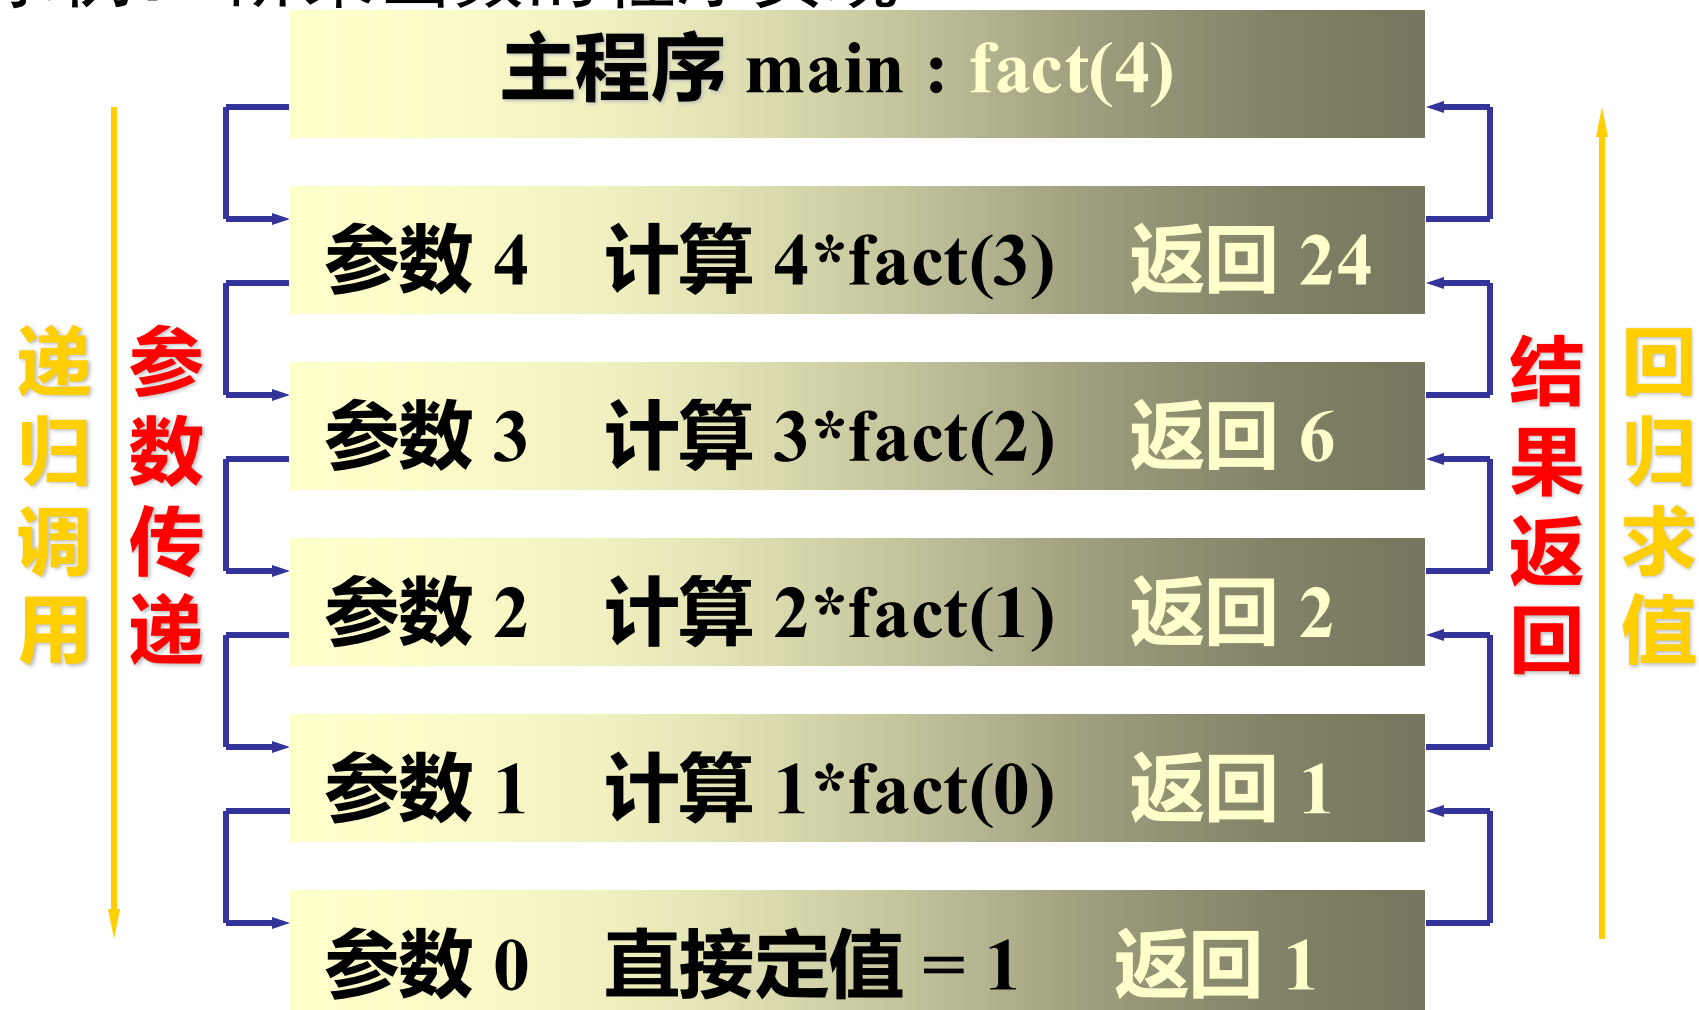 主程序 main : fact(4)
参数 4 计算 4*fact(3) 返回 24
参数 3 计算 3*fact(2) 返回 6
参数 2 计算 2*fact(1) 返回 2
参数 1 计算 1*fact(0) 返回 1
参数 0 直接定值 = 1 返回 1
递归调用
参数传递
结果返回
回归求值